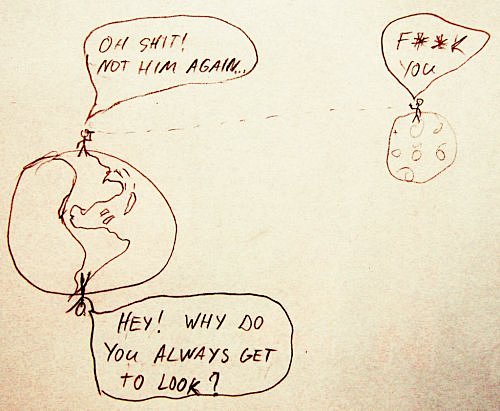 OH SHIT!
NOT HIM AGAIN...
F**K
YOU
HEY! WHY DO
YOU ALWAYS GET
TO LOOK?